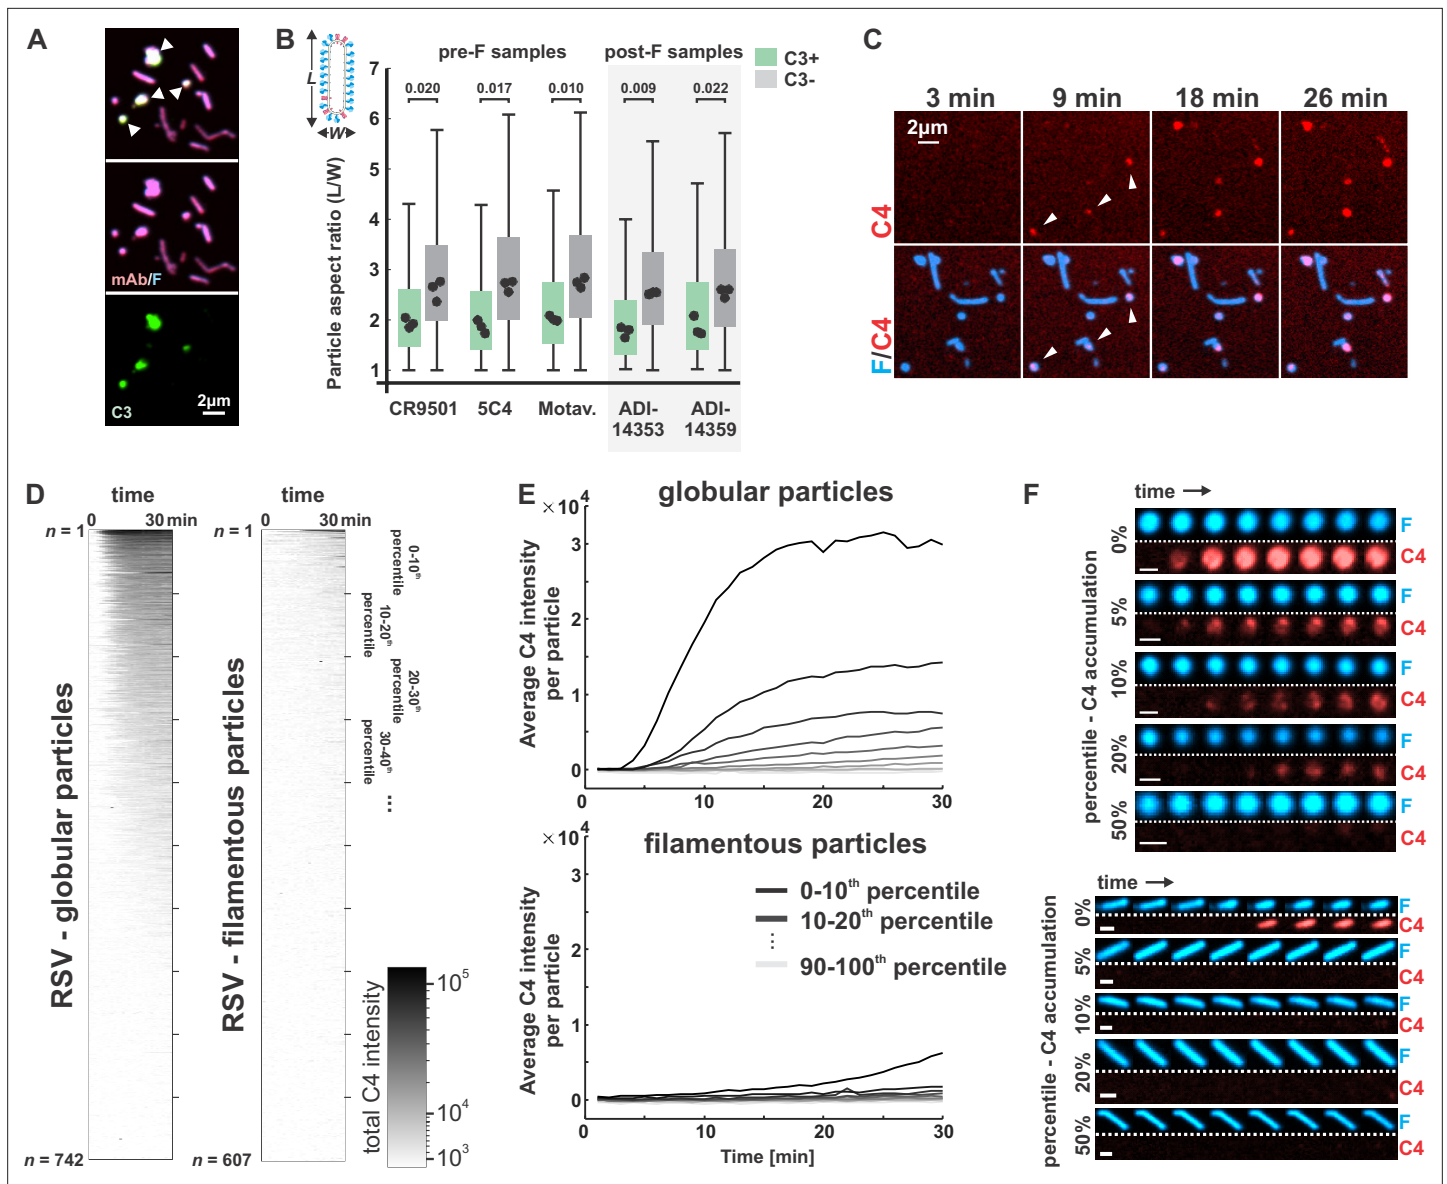 A
mAb/F
C3
2μm
B
L
W
pre-F samples
post-F samples
C3+
C3-
Particle aspect ratio (L/W)
7
6
5
4
3
2
1
0.020
0.017
0.010
0.009
0.022
CR9501
5C4
Motav.
ADI-
14353
ADI-
14359
C
3 min
9 min
18 min
26 min
2μm
C4
F/C4
D
time
0
30 min
n = 1
RSV - globular particles
n = 742
time
0
30 min
n = 1
RSV - filamentous particles
n = 607
0-10th
percentile
10-20th
percentile
20-30th
percentile
30-40th
percentile
...
total C4 intensity
10^5
10^4
10^3
E
globular particles
× 10^4
Average C4 intensity
per particle
3
2
1
0
0
10
20
30
filamentous particles
× 10^4
Average C4 intensity
per particle
3
2
1
0
0-10th percentile
10-20th percentile
...
90-100th percentile
0
10
20
30
Time [min]
F
time →
percentile - C4 accumulation
0%
F
C4
5%
F
C4
10%
F
C4
20%
F
C4
50%
F
C4
time →
percentile - C4 accumulation
0%
F
C4
5%
F
C4
10%
F
C4
20%
F
C4
50%
F
C4